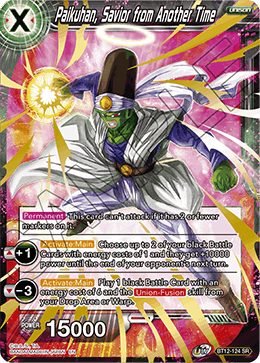 X
Paikuhan, Savior from Another Time
UNISON
Permanent This card can't attack if it has 2 or fewer
markers on it.
+1 Activate:Main Choose up to 2 of your black Battle
Cards with energy costs of 1 and they get +10000
power until the end of your opponent's next turn.
-3 Activate:Main Play 1 black Battle Card with an
energy cost of 6 and the Union-Fusion skill from
your Drop Area or Warp.
POWER 15000
BT12-124 SR